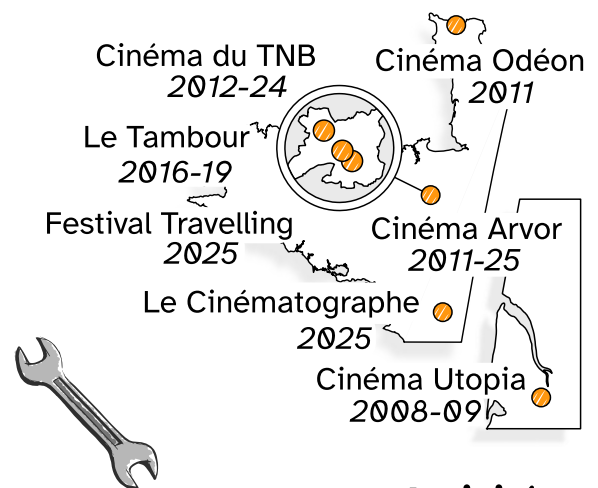 Cinéma du TNB
2012-24
Cinéma Odéon
2011
Le Tambour
2016-19
Festival Travelling
2025
Cinéma Arvor
2011-25
Le Cinématographe
2025
Cinéma Utopia
2008-09